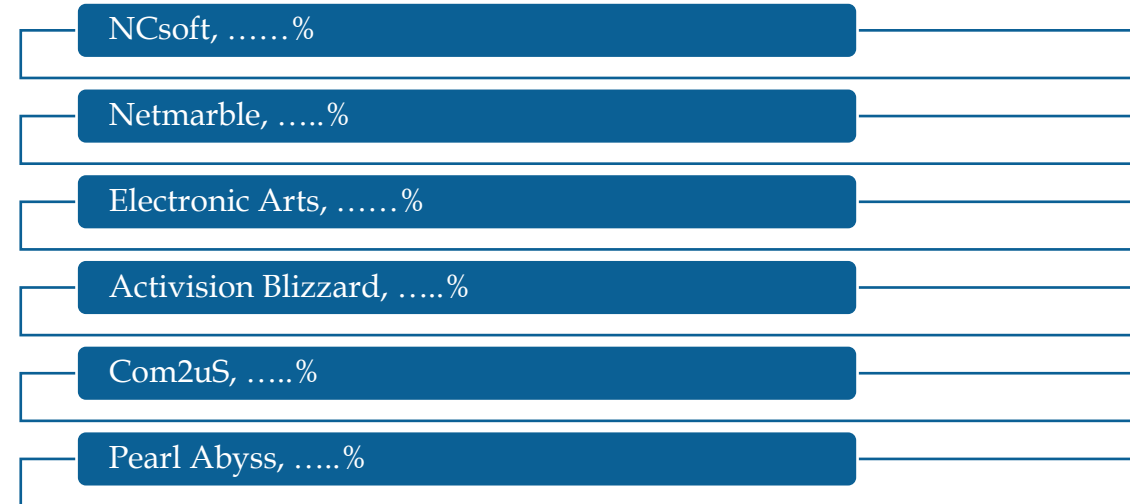 NCsoft, ……%
Netmarble, …..%
Electronic Arts, ……%
Activision Blizzard, …..%
Com2uS, …..%
Pearl Abyss, …..%